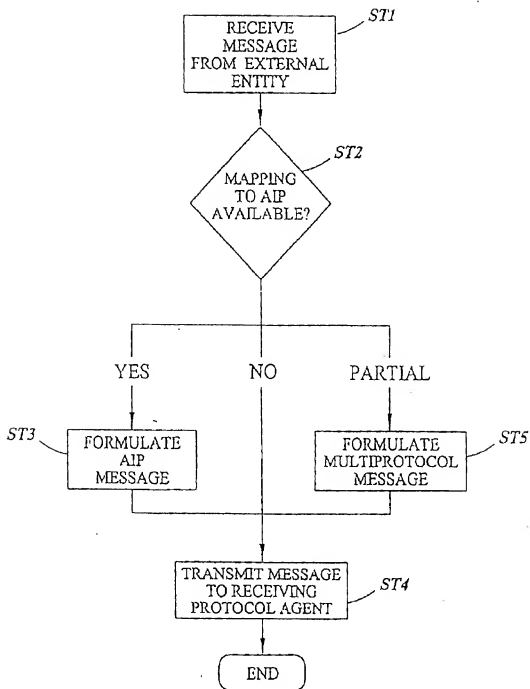 ST1
RECEIVE
MESSAGE
FROM EXTERNAL
ENTITY
ST2
MAPPING
TO AIP
AVAILABLE?
YES
NO
PARTIAL
ST3
FORMULATE
AIP
MESSAGE
FORMULATE
MULTIPROTOCOL
MESSAGE
ST5
TRANSMIT MESSAGE
TO RECEIVING
PROTOCOL AGENT
ST4
END